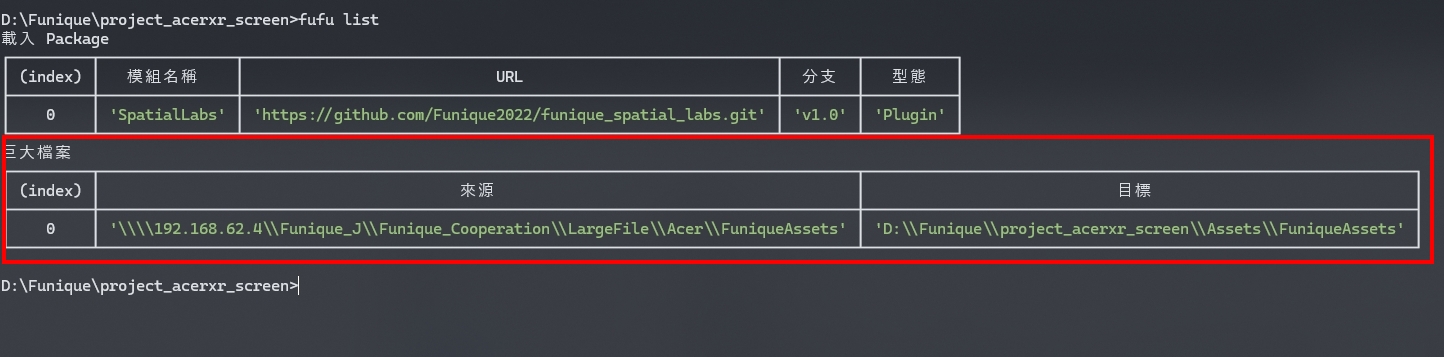 D:\Funique\project_acerxr_screen>fufu list
載入 Package
(index) 模組名稱 URL 分支 型態
0 'SpatialLabs' 'https://github.com/Funique2022/funique_spatial_labs.git' 'v1.0' 'Plugin'
巨大檔案
(index) 來源 目標
0 '\\\\192.168.62.4\\Funique_J\\Funique_Cooperation\\LargeFile\\Acer\\FuniqueAssets' 'D:\\Funique\\project_acerxr_screen\\Assets\\FuniqueAssets'
D:\Funique\project_acerxr_screen>